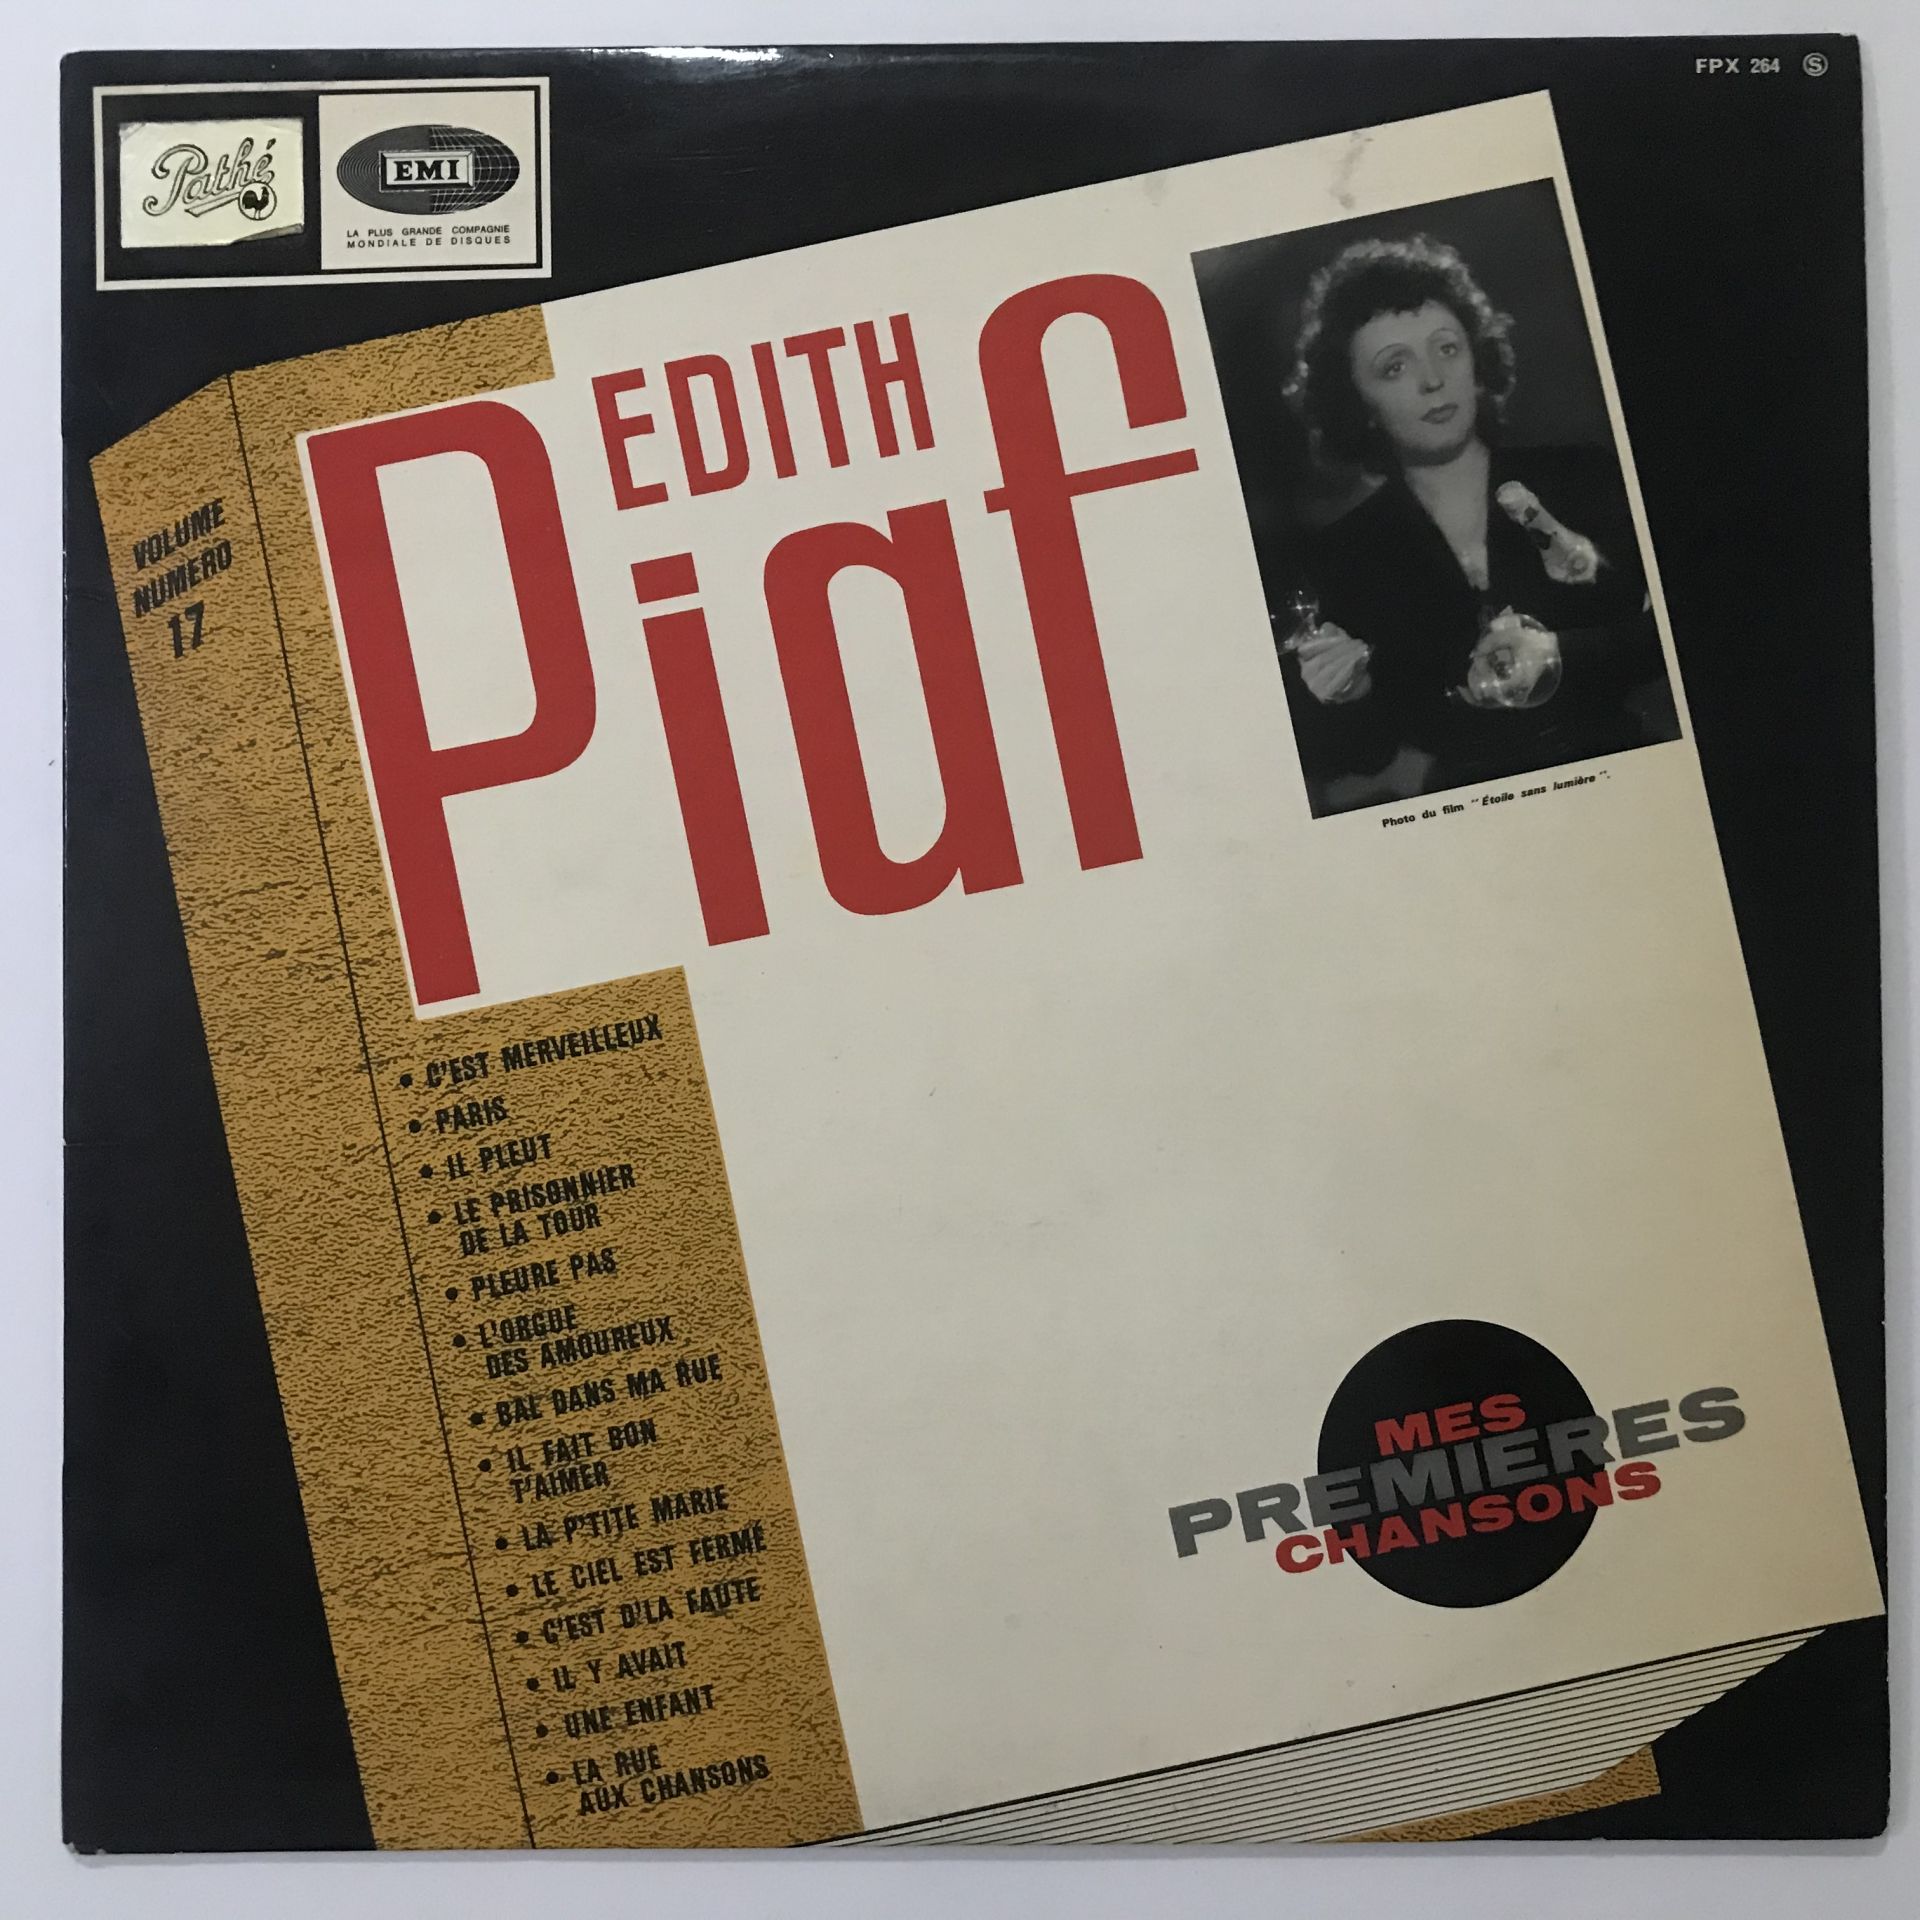 FPX 264 Ⓢ
Pathé
EMI
LA PLUS GRANDE COMPAGNIE
MONDIALE DE DISQUES
EDITH
Piaf
VOLUME
NUMERO
17
Photo du film "Étoile sans lumière".
• C'EST MERVEILLEUX
• PARIS
• IL PLEUT
• LE PRISONNIER
DE LA TOUR
• PLEURE PAS
• L'ORGUE
DES AMOUREUX
• BAL DANS MA RUE
• IL FAIT BON
T'AIMER
• LA P'TITE MARIE
• LE CIEL EST FERMÉ
• C'EST D'LA FAUTE
• IL Y AVAIT
• UNE ENFANT
• LA RUE
AUX CHANSONS
MES
PREMIERES
CHANSONS